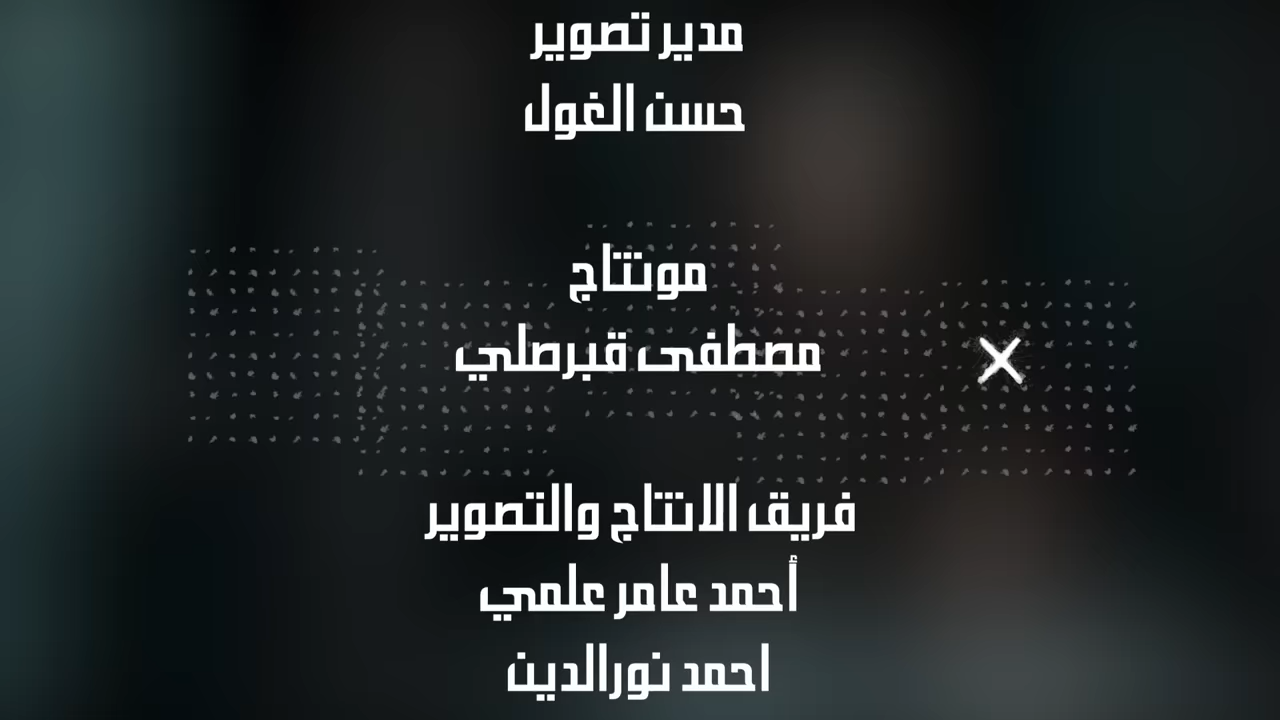 مدير تصوير
حسن الغول
مونتاج
مصطفى قبرصلي
فريق الانتاج والتصوير
أحمد عامر علمي
احمد نورالدين